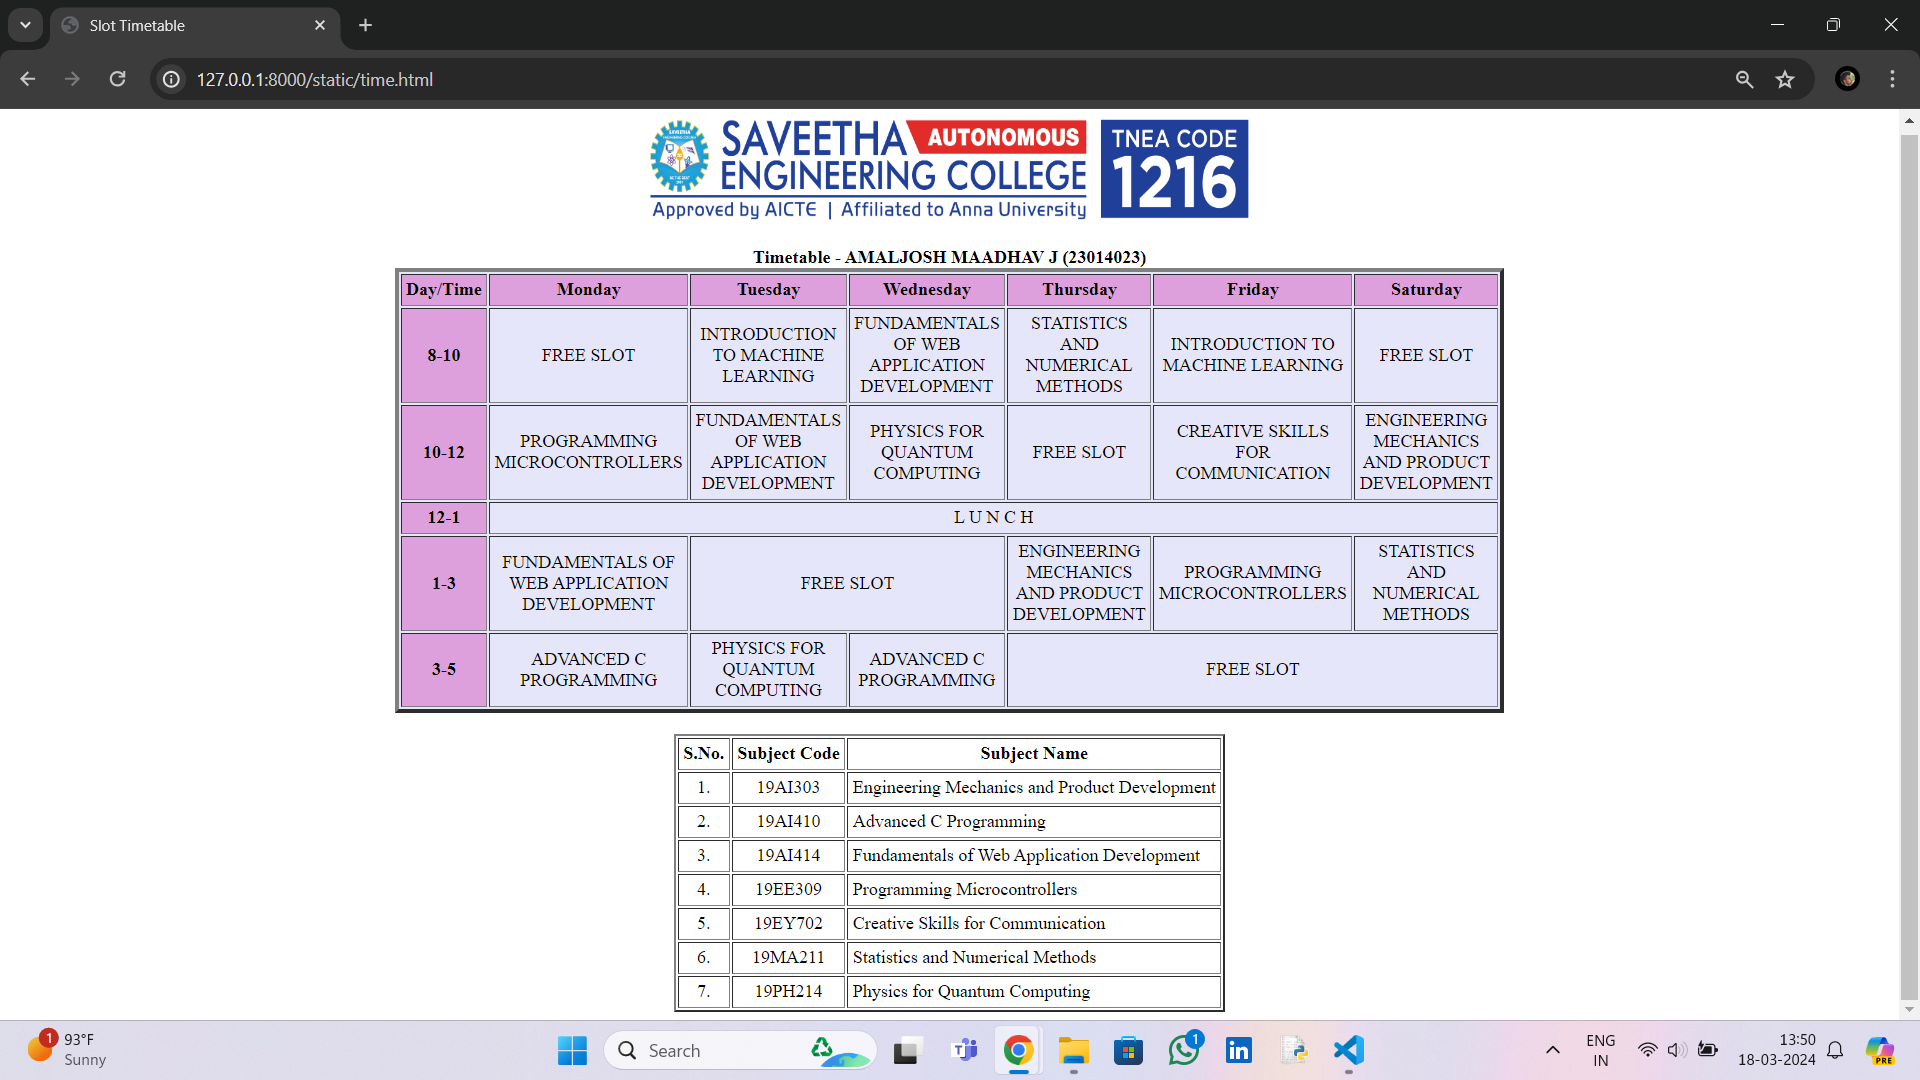 Slot Timetable
127.0.0.1:8000/static/time.html
SAVEETHA AUTONOMOUS
ENGINEERING COLLEGE
Approved by AICTE | Affiliated to Anna University
TNEA CODE
1216
Timetable - AMALJOSH MAADHAV J (23014023)
Day/Time Monday Tuesday Wednesday Thursday Friday Saturday
8-10
FREE SLOT
INTRODUCTION
TO MACHINE
LEARNING
FUNDAMENTALS
OF WEB
APPLICATION
DEVELOPMENT
STATISTICS
AND
NUMERICAL
METHODS
INTRODUCTION TO
MACHINE LEARNING
FREE SLOT
10-12
PROGRAMMING
MICROCONTROLLERS
FUNDAMENTALS
OF WEB
APPLICATION
DEVELOPMENT
PHYSICS FOR
QUANTUM
COMPUTING
FREE SLOT
CREATIVE SKILLS
FOR
COMMUNICATION
ENGINEERING
MECHANICS
AND PRODUCT
DEVELOPMENT
12-1
L U N C H
1-3
FUNDAMENTALS OF
WEB APPLICATION
DEVELOPMENT
FREE SLOT
ENGINEERING
MECHANICS
AND PRODUCT
DEVELOPMENT
PROGRAMMING
MICROCONTROLLERS
STATISTICS
AND
NUMERICAL
METHODS
3-5
ADVANCED C
PROGRAMMING
PHYSICS FOR
QUANTUM
COMPUTING
ADVANCED C
PROGRAMMING
FREE SLOT
S.No. Subject Code Subject Name
1. 19AI303 Engineering Mechanics and Product Development
2. 19AI410 Advanced C Programming
3. 19AI414 Fundamentals of Web Application Development
4. 19EE309 Programming Microcontrollers
5. 19EY702 Creative Skills for Communication
6. 19MA211 Statistics and Numerical Methods
7. 19PH214 Physics for Quantum Computing
1
93°F
Sunny
Search
1
ENG
IN
13:50
18-03-2024
PRE